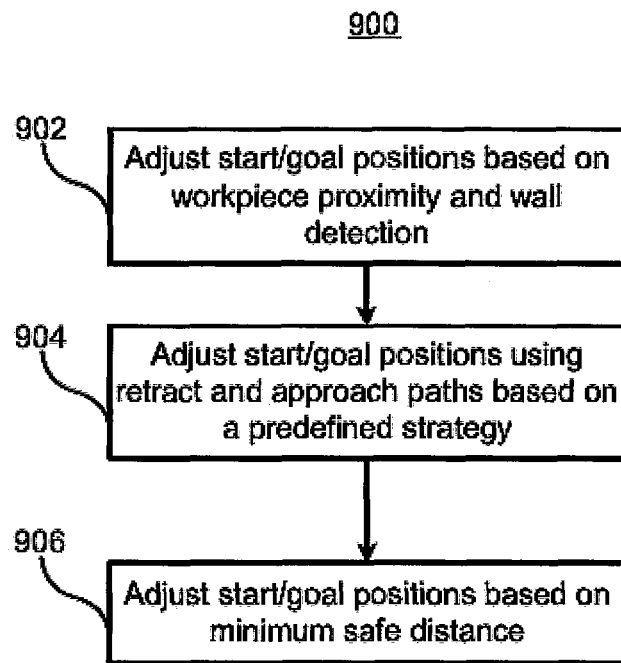 900
902
Adjust start/goal positions based on
workpiece proximity and wall
detection
904
Adjust start/goal positions using
retract and approach paths based on
a predefined strategy
906
Adjust start/goal positions based on
minimum safe distance